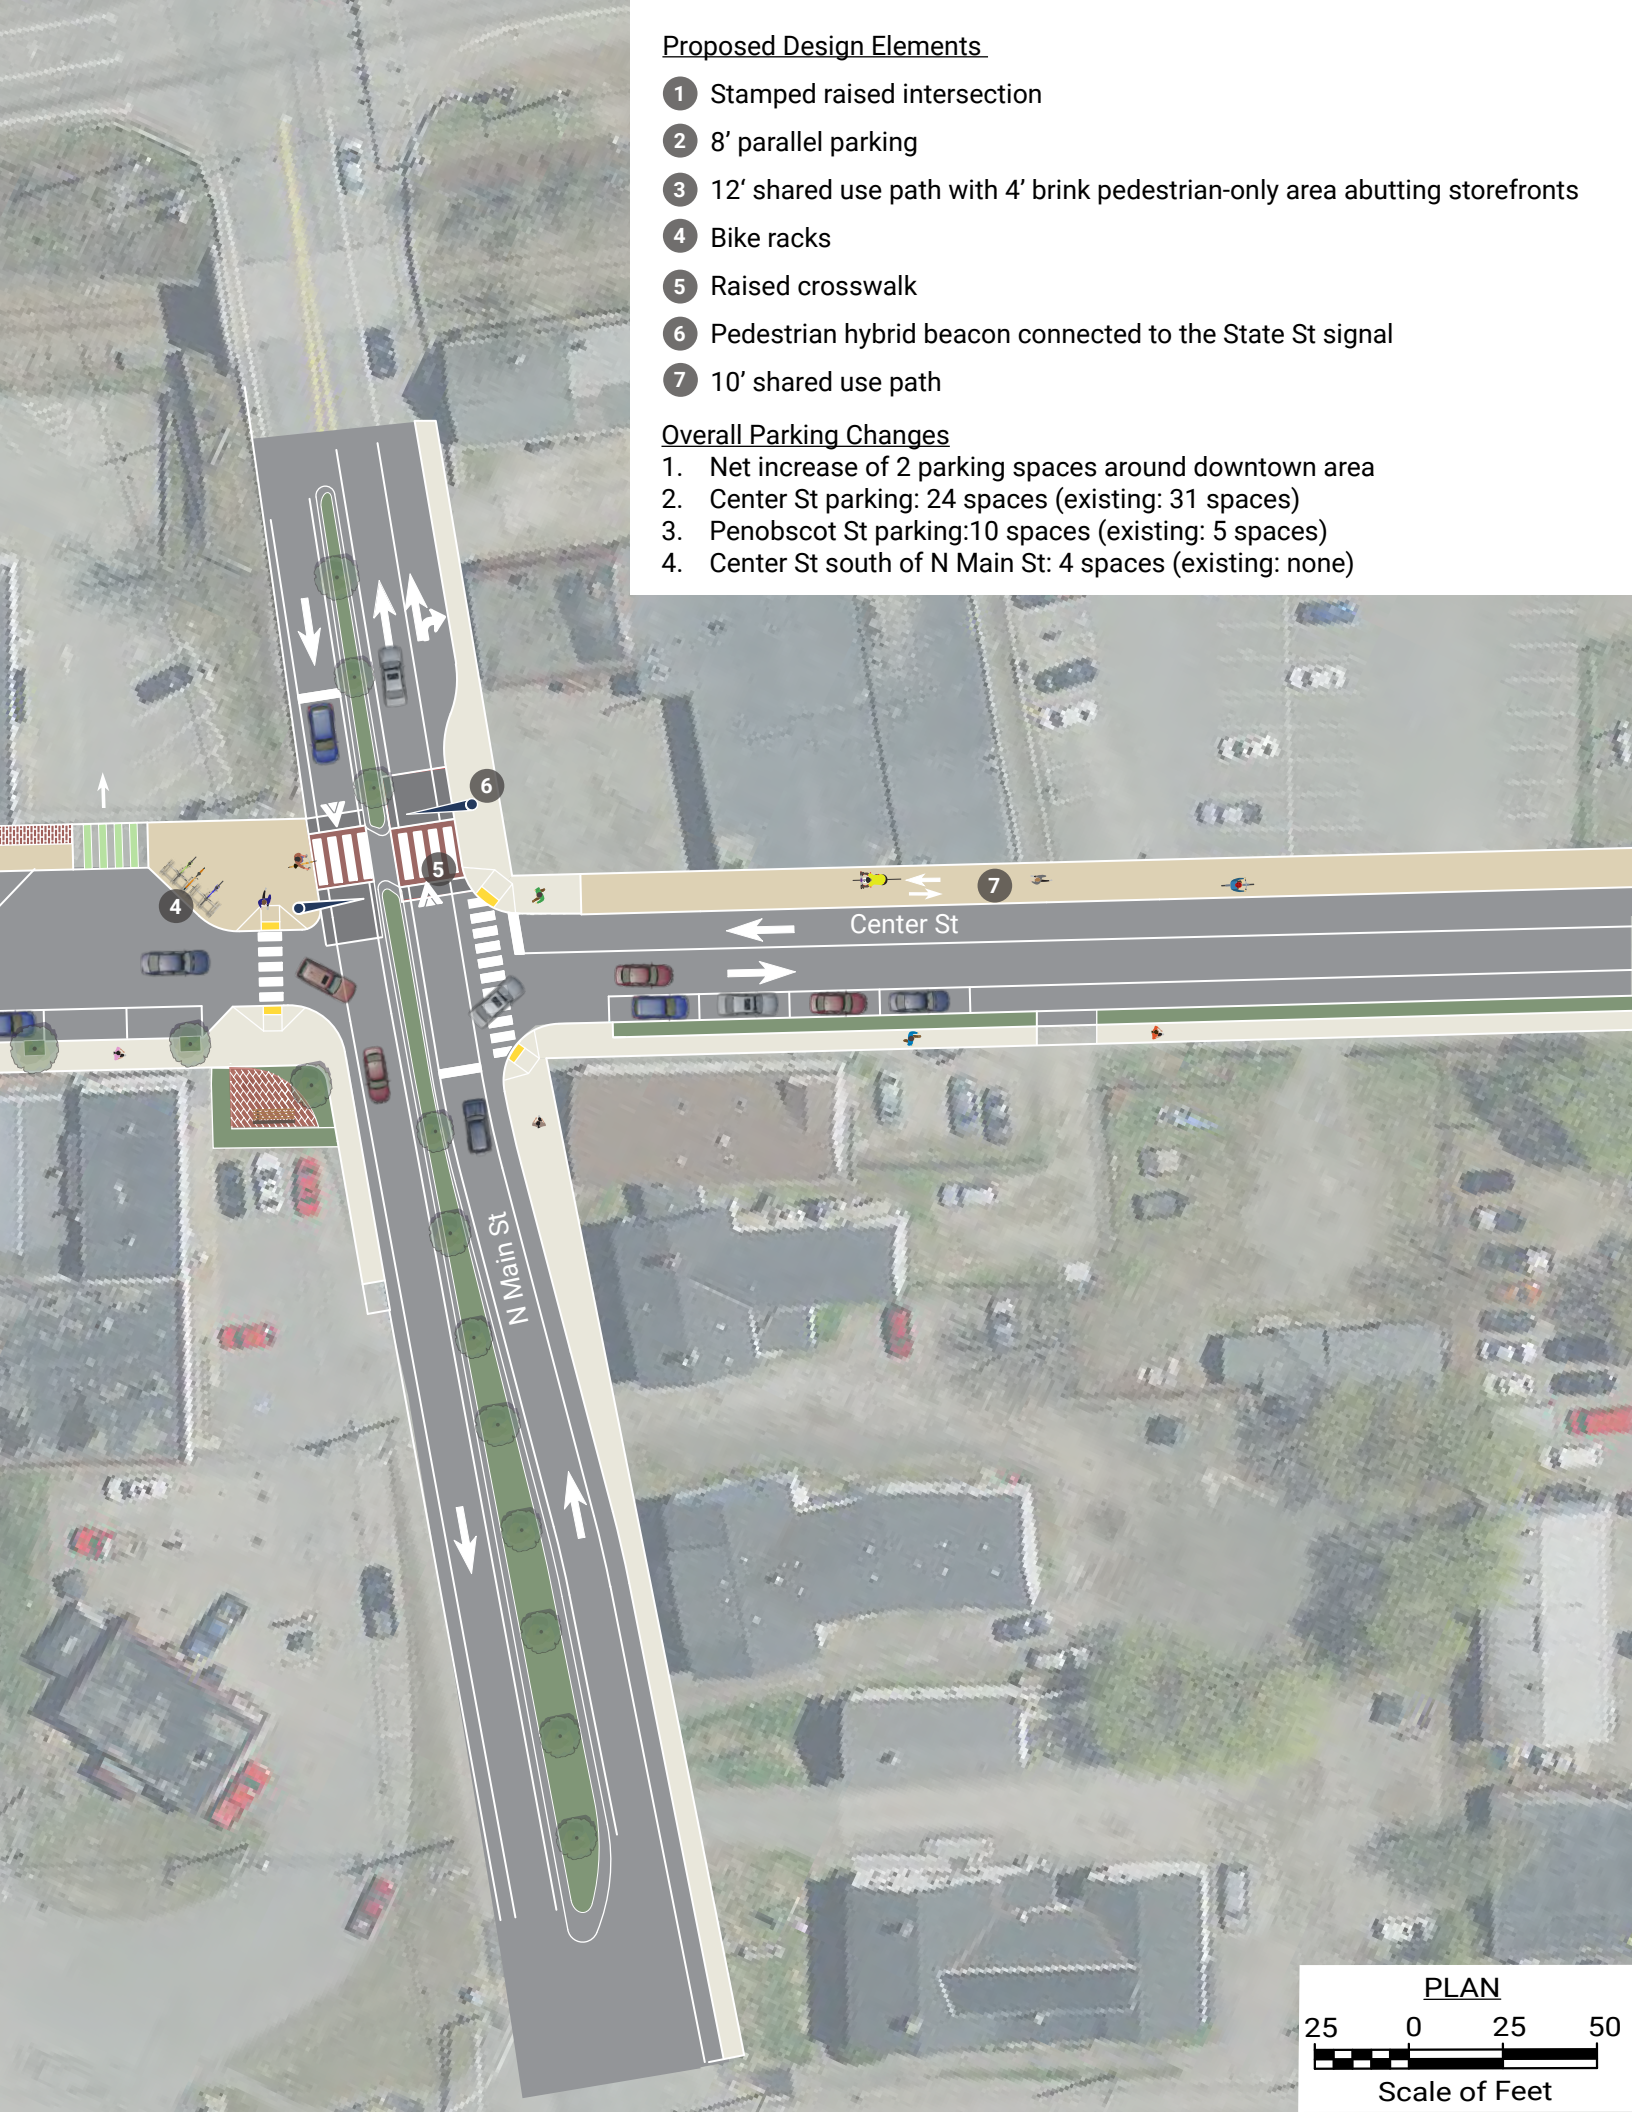 Proposed Design Elements
1 Stamped raised intersection
2 8’ parallel parking
3 12‘ shared use path with 4’ brink pedestrian-only area abutting storefronts
4 Bike racks
5 Raised crosswalk
6 Pedestrian hybrid beacon connected to the State St signal
7 10’ shared use path
Overall Parking Changes
1. Net increase of 2 parking spaces around downtown area
2. Center St parking: 24 spaces (existing: 31 spaces)
3. Penobscot St parking:10 spaces (existing: 5 spaces)
4. Center St south of N Main St: 4 spaces (existing: none)
6
5
4
7
Center St
N Main St
PLAN
25 0 25 50
Scale of Feet